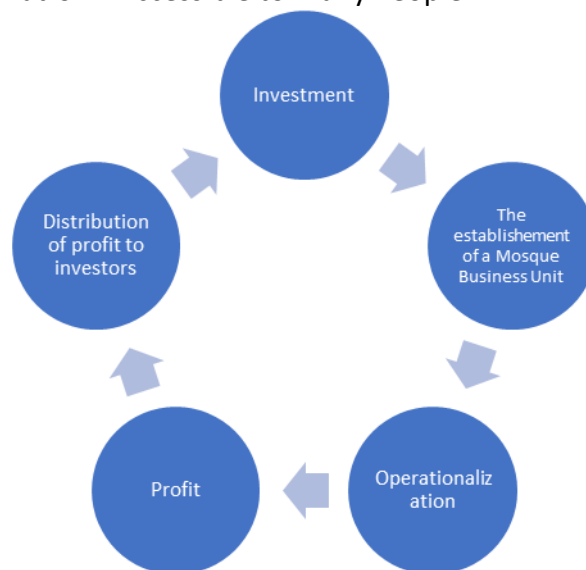 Investment
The
establishement
of a Mosque
Business Unit
Operationaliz
ation
Profit
Distribution
of profit to
investors